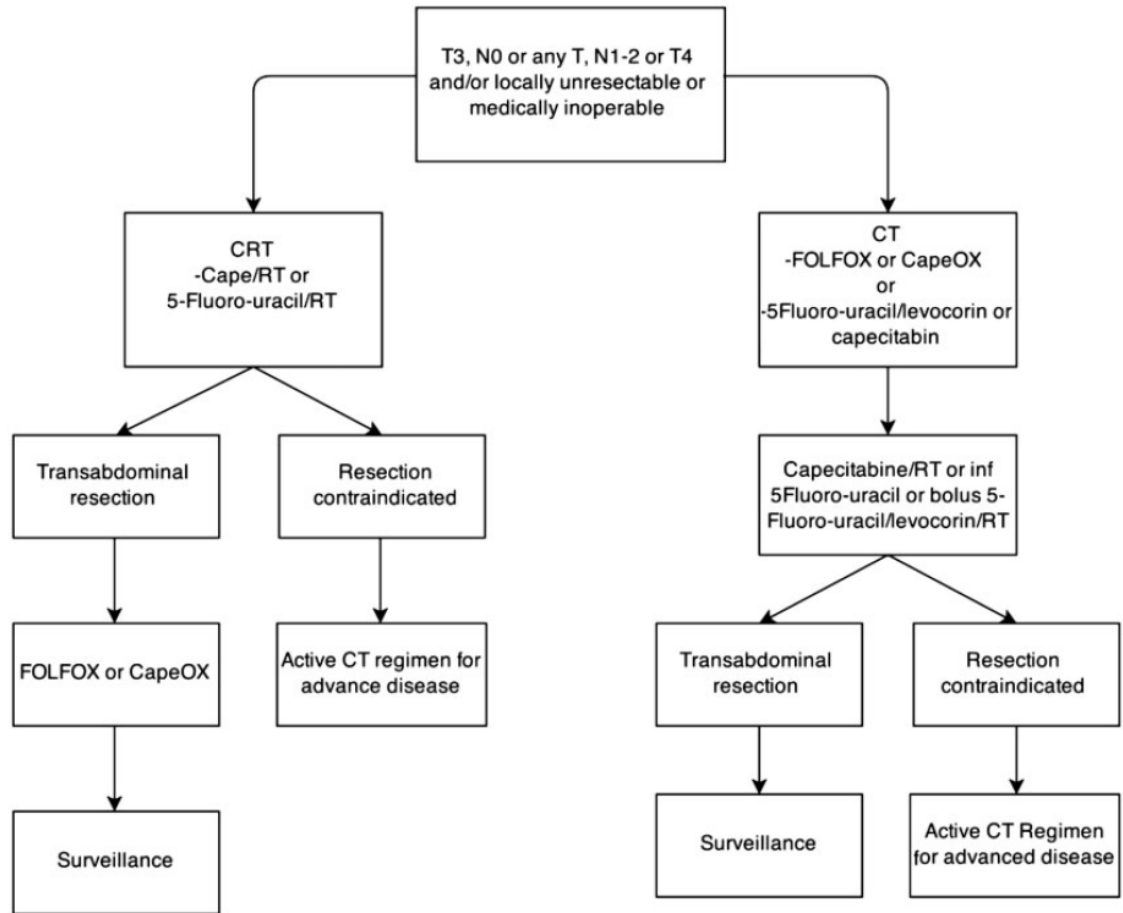 T3, N0 or any T, N1-2 or T4
and/or locally unresectable or
medically inoperable
CRT
-Cape/RT or
5-Fluoro-uracil/RT
CT
-FOLFOX or CapeOX
or
-5Fluoro-uracil/levocorin or
capecitabin
Transabdominal
resection
Resection
contraindicated
Capecitabine/RT or inf
5Fluoro-uracil or bolus 5-
Fluoro-uracil/levocorin/RT
FOLFOX or CapeOX
Active CT regimen for
advance disease
Transabdominal
resection
Resection
contraindicated
Surveillance
Surveillance
Active CT Regimen
for advanced disease